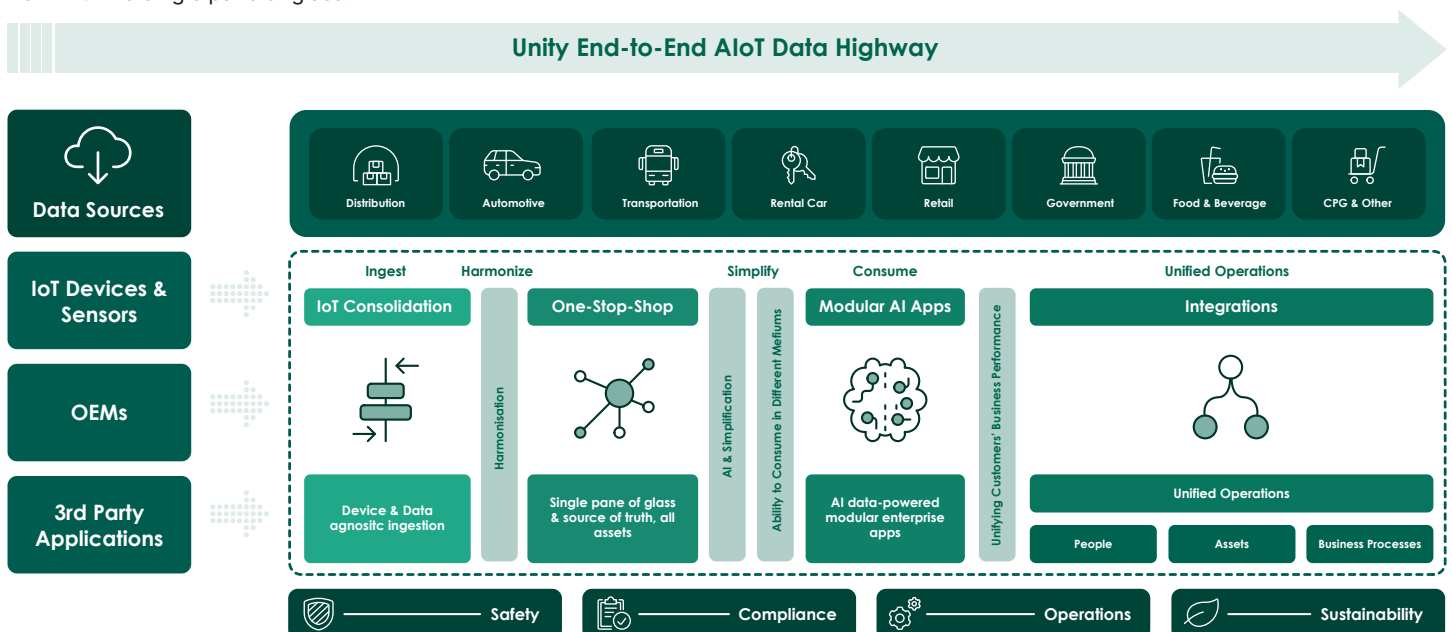 Unity End-to-End AIoT Data Highway
Data Sources
IoT Devices &
Sensors
OEMs
3rd Party
Applications
Distribution
Automotive
Transportation
Rental Car
Retail
Government
Food & Beverage
CPG & Other
Ingest
Harmonize
Simplify
Consume
Unified Operations
IoT Consolidation
Device & Data
agnositc ingestion
Harmonisation
One-Stop-Shop
Single pane of glass
& source of truth, all
assets
AI & Simplification
Ability to Consume in Different Mefiums
Modular AI Apps
AI data-powered
modular enterprise
apps
Unifying Customers' Business Performance
Integrations
Unified Operations
People
Assets
Business Processes
Safety
Compliance
Operations
Sustainability